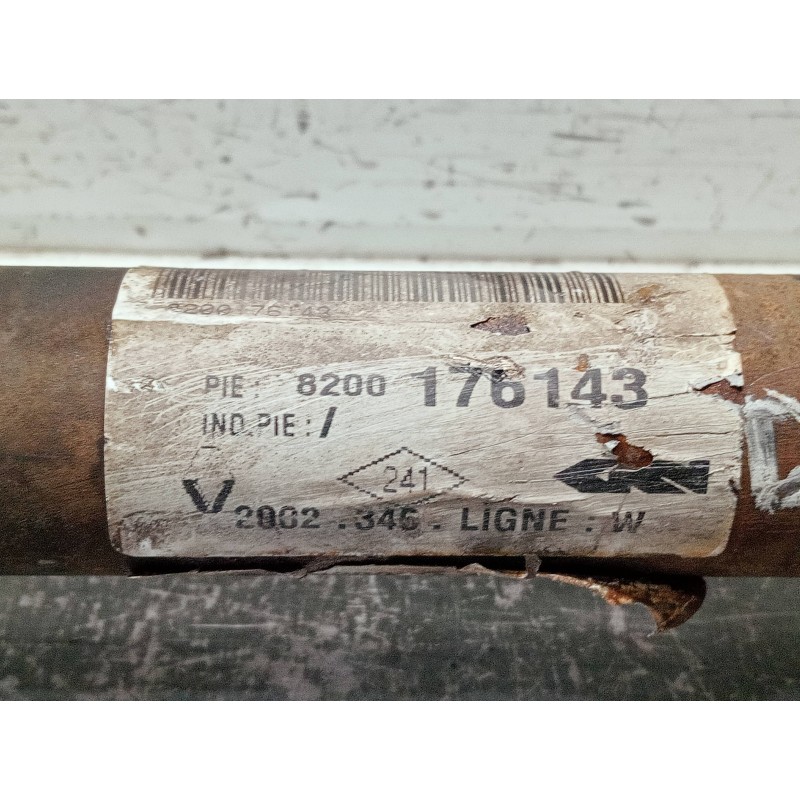 PIE: 8200 176143
IND.PIE: /
241
V 2002 . 346 . LIGNE : W